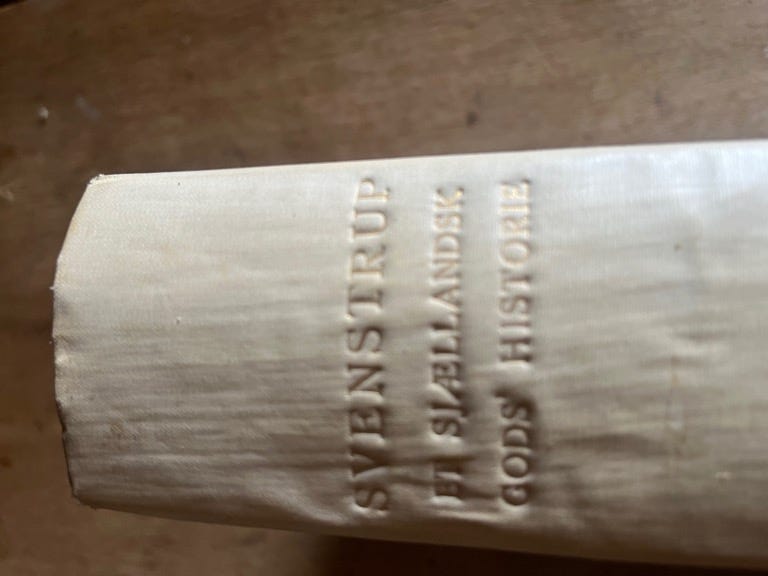 SVENSTRUP
ET SJÆLLANDSK
GODS' HISTORIE